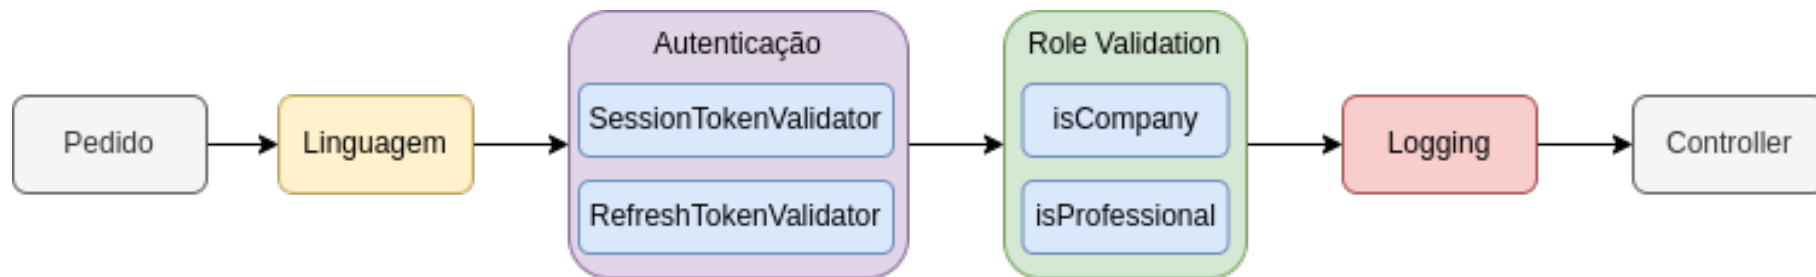 Pedido
Linguagem
Autenticação
SessionTokenValidator
RefreshTokenValidator
Role Validation
isCompany
isProfessional
Logging
Controller